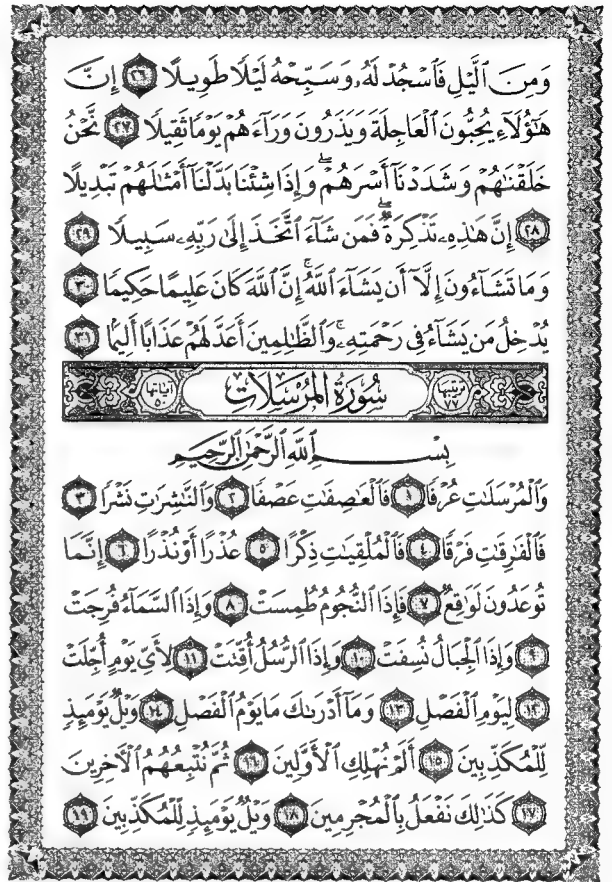 وَمِنَ ٱلَّيۡلِ فَٱسۡجُدۡ لَهُۥ وَسَبِّحۡهُ لَيۡلٗا طَوِيلًا ٢٦ إِنَّ
هَٰٓؤُلَآءِ يُحِبُّونَ ٱلۡعَاجِلَةَ وَيَذَرُونَ وَرَآءَهُمۡ يَوۡمٗا ثَقِيلٗا ٢٧ نَّحۡنُ
خَلَقۡنَٰهُمۡ وَشَدَدۡنَآ أَسۡرَهُمۡۖ وَإِذَا شِئۡنَا بَدَّلۡنَآ أَمۡثَٰلَهُمۡ تَبۡدِيلًا
٢٨ إِنَّ هَٰذِهِۦ تَذۡكِرَةٞۖ فَمَن شَآءَ ٱتَّخَذَ إِلَىٰ رَبِّهِۦ سَبِيلٗا ٢٩
وَمَا تَشَآءُونَ إِلَّآ أَن يَشَآءَ ٱللَّهُۚ إِنَّ ٱللَّهَ كَانَ عَلِيمًا حَكِيمٗا ٣٠
يُدۡخِلُ مَن يَشَآءُ فِي رَحۡمَتِهِۦۚ وَٱلظَّٰلِمِينَ أَعَدَّ لَهُمۡ عَذَابًا أَلِيمَۢا ٣١
ترتيبها ٧٧ سُورَةُ المُرۡسَلَات آياتها ٥٠
بِسۡمِ ٱللَّهِ ٱلرَّحۡمَٰنِ ٱلرَّحِيمِ
وَٱلۡمُرۡسَلَٰتِ عُرۡفٗا ١ فَٱلۡعَٰصِفَٰتِ عَصۡفٗا ٢ وَٱلنَّٰشِرَٰتِ نَشۡرٗا ٣
فَٱلۡفَٰرِقَٰتِ فَرۡقٗا ٤ فَٱلۡمُلۡقِيَٰتِ ذِكۡرًا ٥ عُذۡرًا أَوۡ نُذۡرًا ٦ إِنَّمَا
تُوعَدُونَ لَوَٰقِعٞ ٧ فَإِذَا ٱلنُّجُومُ طُمِسَتۡ ٨ وَإِذَا ٱلسَّمَآءُ فُرِجَتۡ
٩ وَإِذَا ٱلۡجِبَالُ نُسِفَتۡ ١٠ وَإِذَا ٱلرُّسُلُ أُقِّتَتۡ ١١ لِأَيِّ يَوۡمٍ أُجِّلَتۡ
١٢ لِيَوۡمِ ٱلۡفَصۡلِ ١٣ وَمَآ أَدۡرَىٰكَ مَا يَوۡمُ ٱلۡفَصۡلِ ١٤ وَيۡلٞ يَوۡمَئِذٖ
لِّلۡمُكَذِّبِينَ ١٥ أَلَمۡ نُهۡلِكِ ٱلۡأَوَّلِينَ ١٦ ثُمَّ نُتۡبِعُهُمُ ٱلۡأٓخِرِينَ
١٧ كَذَٰلِكَ نَفۡعَلُ بِٱلۡمُجۡرِمِينَ ١٨ وَيۡلٞ يَوۡمَئِذٖ لِّلۡمُكَذِّبِينَ ١٩